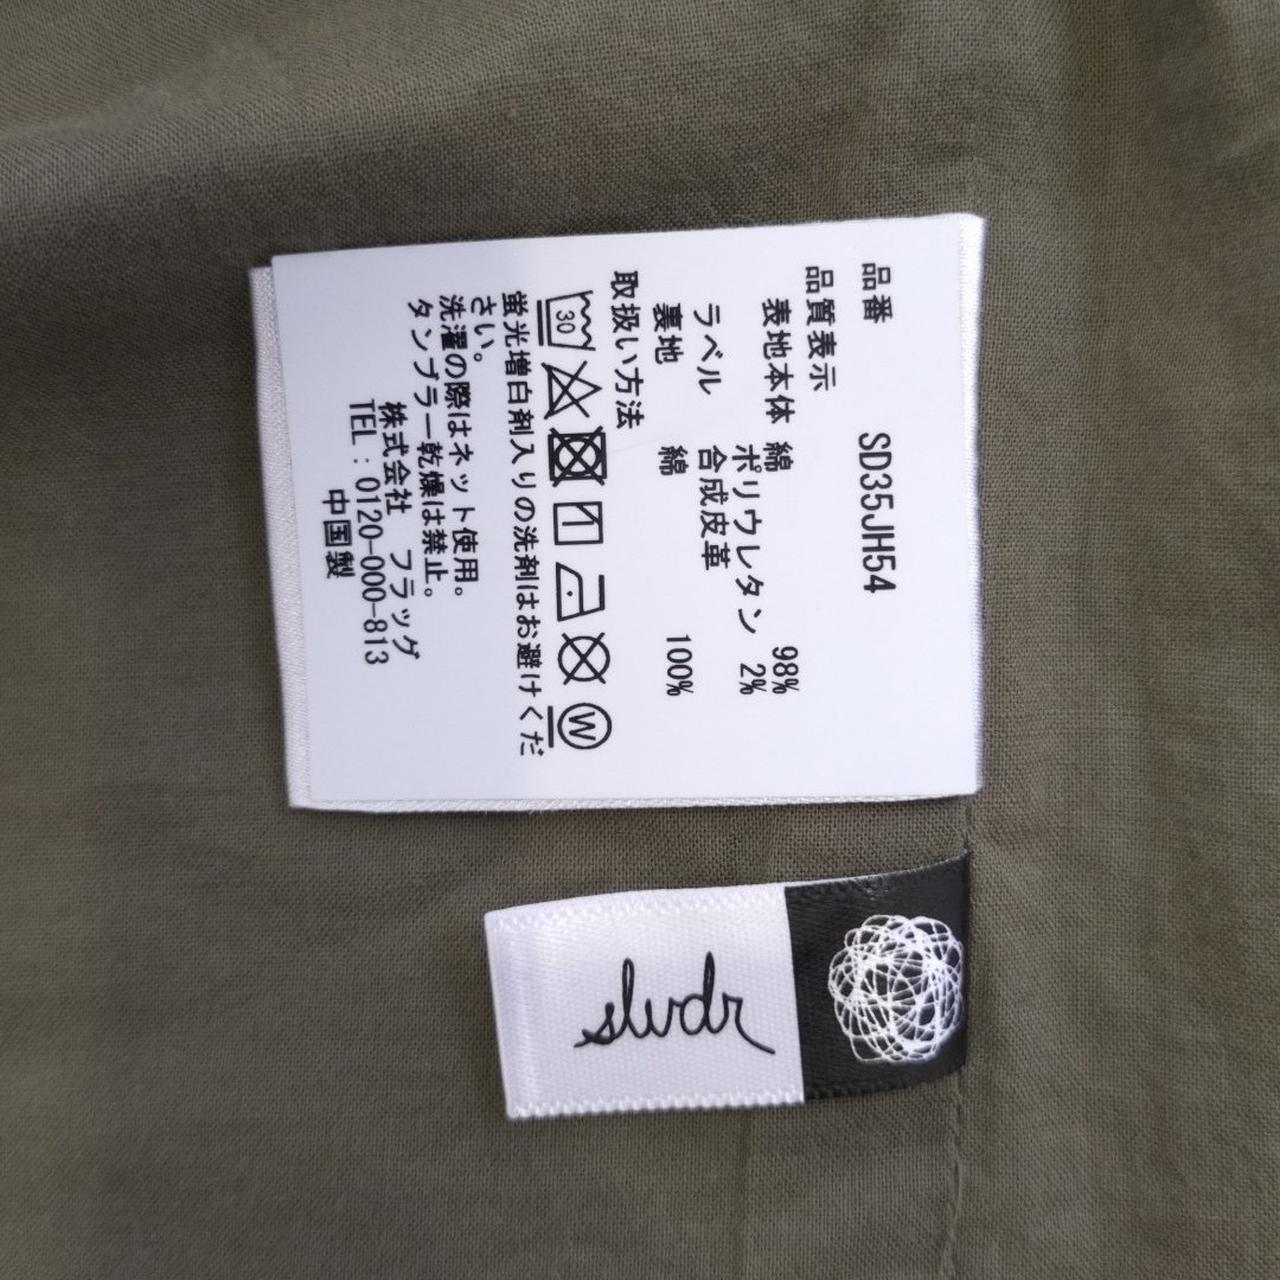 品番 SD35JH54
品質表示
表地本体 綿 98%
ポリウレタン 2%
ラベル 合成皮革
裏地 綿 100%
取扱い方法
30 W
蛍光増白剤入りの洗剤はお避けくだ
さい。
洗濯の際はネット使用。
タンブラー乾燥は禁止。
株式会社 フラッグ
TEL：0120-000-813
中国製
slvdr